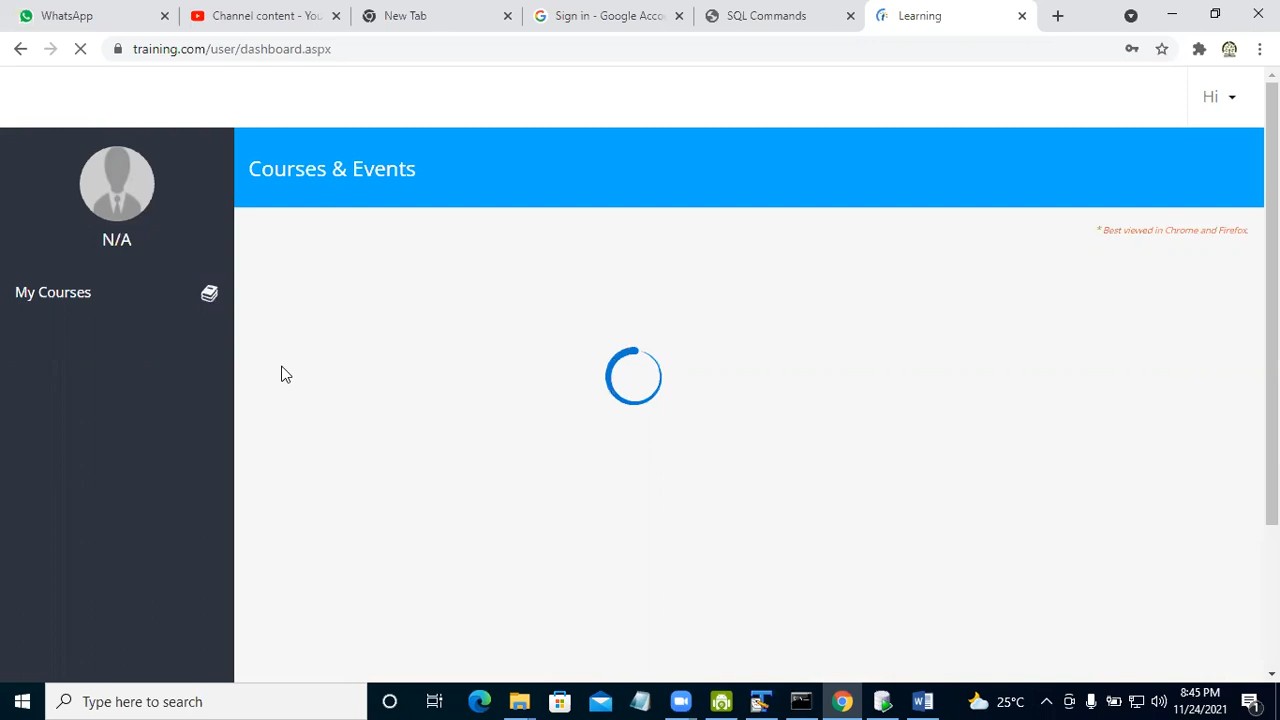 WhatsApp
Channel content - You
New Tab
Sign in - Google Acco
SQL Commands
Learning
training.com/user/dashboard.aspx
Hi
Courses & Events
* Best viewed in Chrome and Firefox.
N/A
My Courses
Type here to search
25°C
8:45 PM
11/24/2021
1